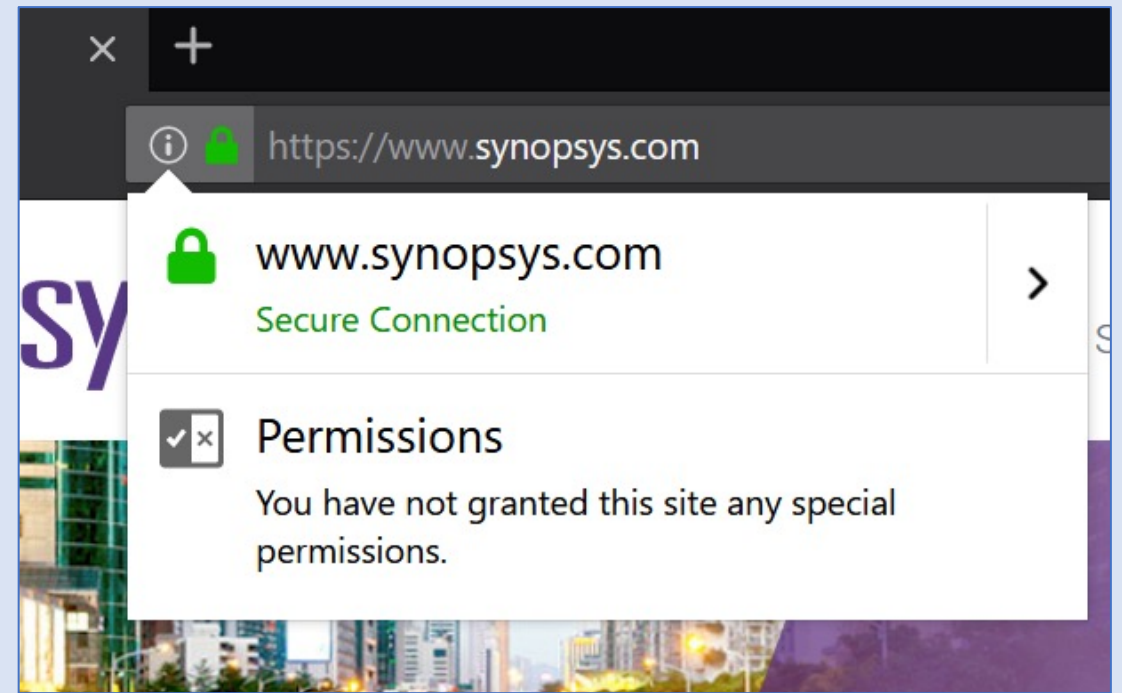 https://www.synopsys.com
www.synopsys.com
Secure Connection
sy
S
Permissions
You have not granted this site any special
permissions.